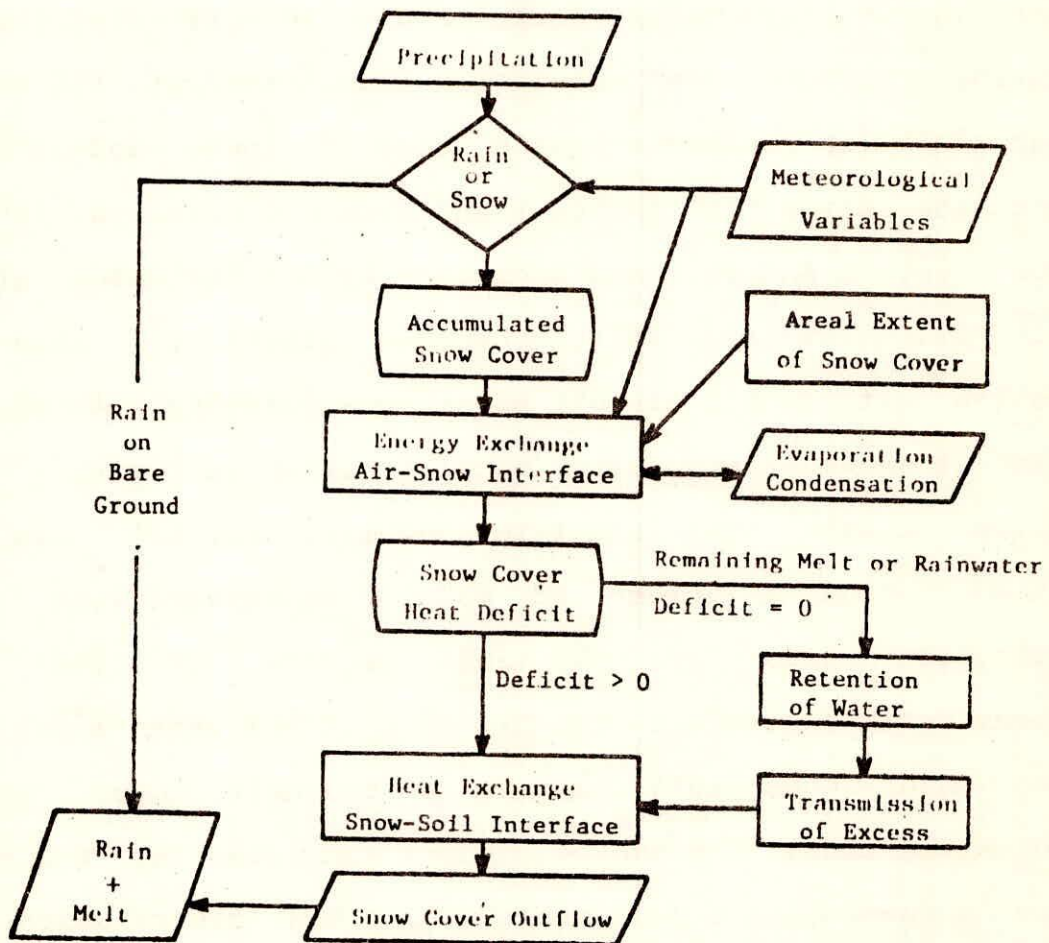 Precipitation
Rain
or
Snow
Meteorological
Variables
Accumulated
Snow Cover
Areal Extent
of Snow Cover
Rain
on
Bare
Ground
Energy Exchange
Air-Snow Interface
Evaporation
Condensation
Snow Cover
Heat Deficit
Remaining Melt or Rainwater
Deficit = 0
Deficit > 0
Retention
of Water
Heat Exchange
Snow-Soil Interface
Transmission
of Excess
Rain
+
Melt
Snow Cover Outflow